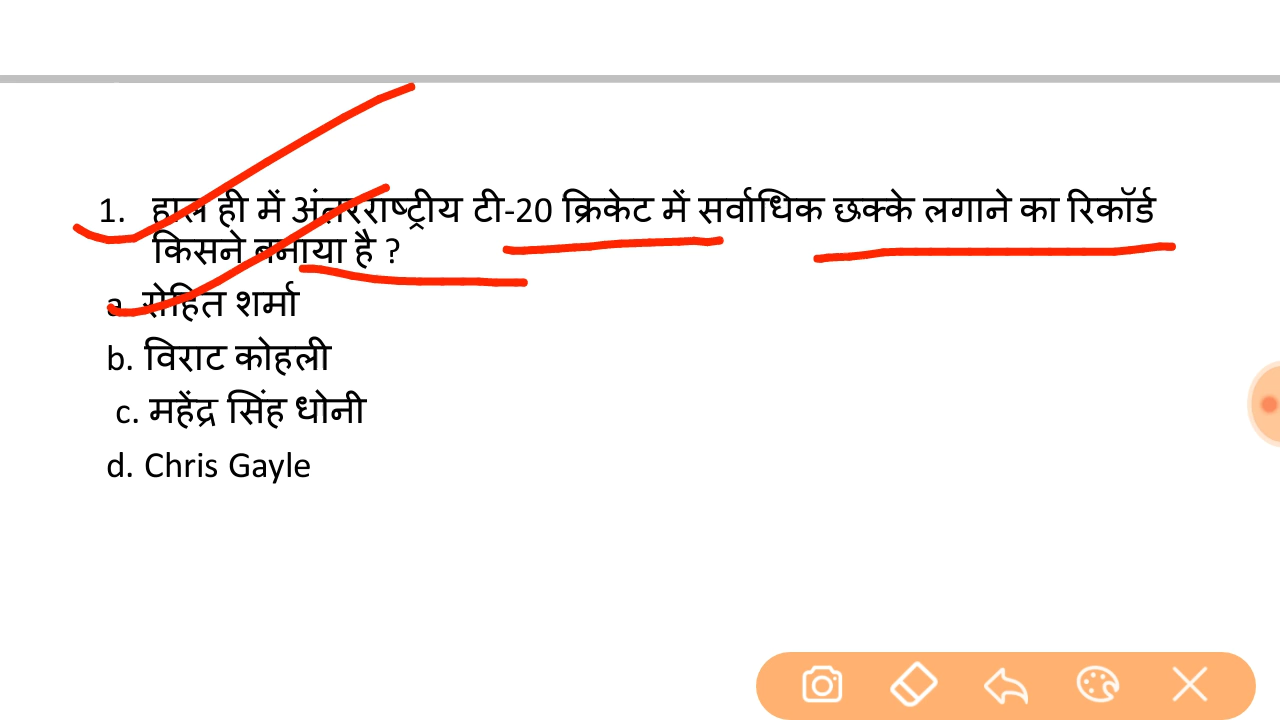 1. हाल ही में अंतरराष्ट्रीय टी-20 क्रिकेट में सर्वाधिक छक्के लगाने का रिकॉर्ड
किसने बनाया है ?
a. रोहित शर्मा
b. विराट कोहली
c. महेंद्र सिंह धोनी
d. Chris Gayle